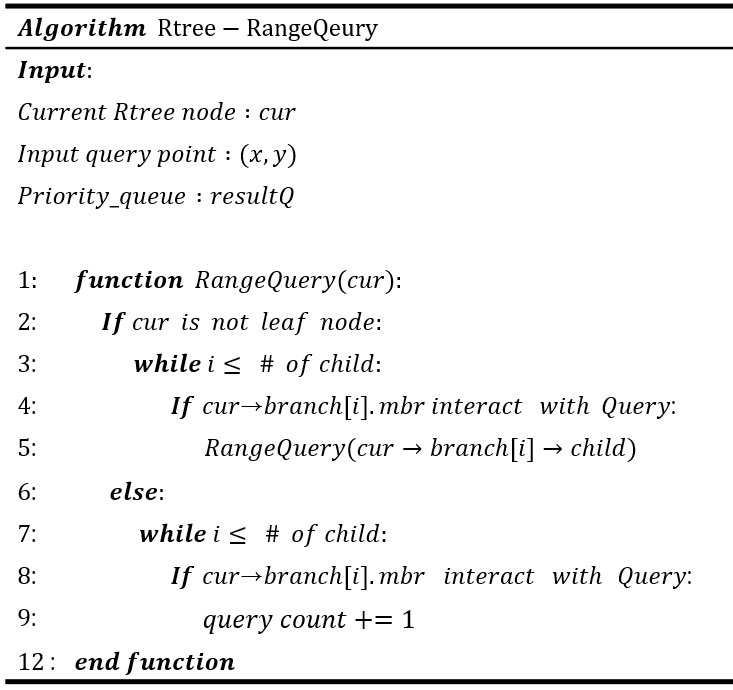 Algorithm Rtree − RangeQeury
Input:
Current Rtree node : cur
Input query point : (x, y)
Priority_queue : resultQ
1: function RangeQuery(cur):
2: If cur is not leaf node:
3: while i ≤ # of child:
4: If cur→branch[i].mbr interact with Query:
5: RangeQuery(cur → branch[i] → child)
6: else:
7: while i ≤ # of child:
8: If cur→branch[i].mbr interact with Query:
9: query count += 1
12 : end function